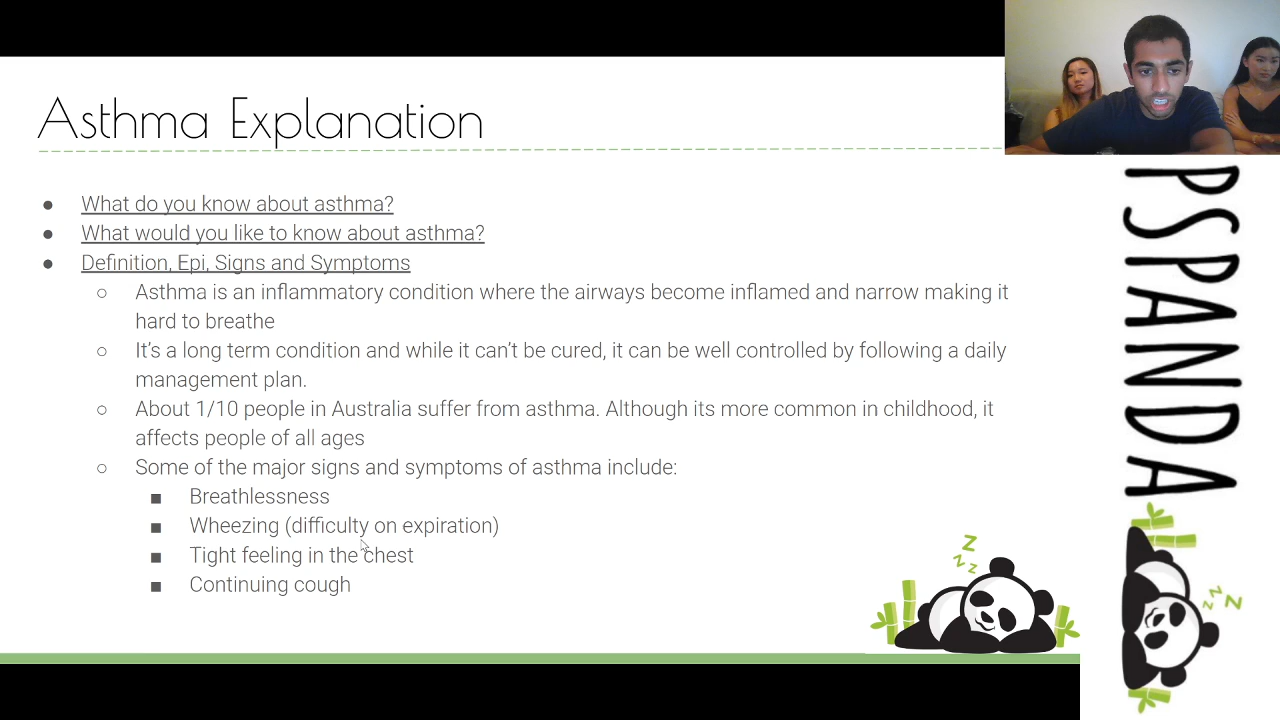 Asthma Explanation
● What do you know about asthma?
● What would you like to know about asthma?
● Definition, Epi, Signs and Symptoms
○ Asthma is an inflammatory condition where the airways become inflamed and narrow making it
hard to breathe
○ It's a long term condition and while it can't be cured, it can be well controlled by following a daily
management plan.
○ About 1/10 people in Australia suffer from asthma. Although its more common in childhood, it
affects people of all ages
○ Some of the major signs and symptoms of asthma include:
■ Breathlessness
■ Wheezing (difficulty on expiration)
■ Tight feeling in the chest
■ Continuing cough
z z z
PSPANDA
z z z